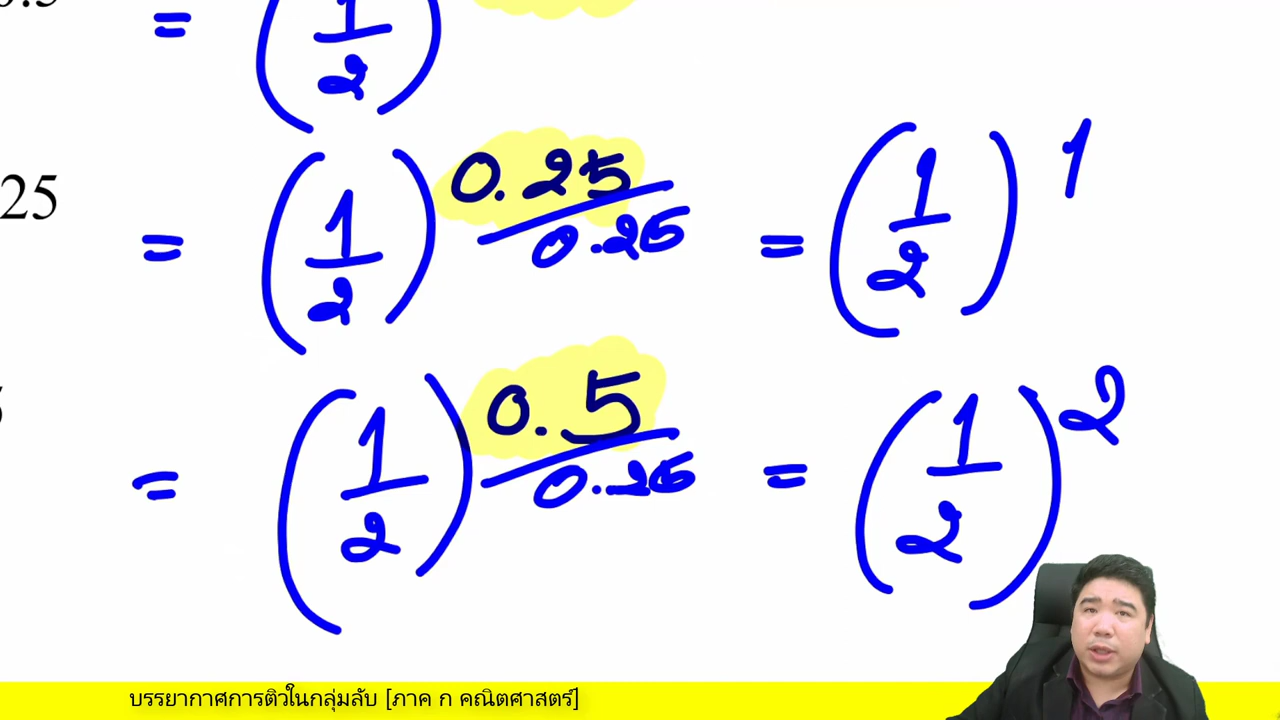 = (1/2)
25 = (1/2)^(0.25/0.25) = (1/2)^1
= (1/2)^(0.5/0.25) = (1/2)^2
บรรยากาศการติวในกลุ่มลับ [ภาค ก คณิตศาสตร์]